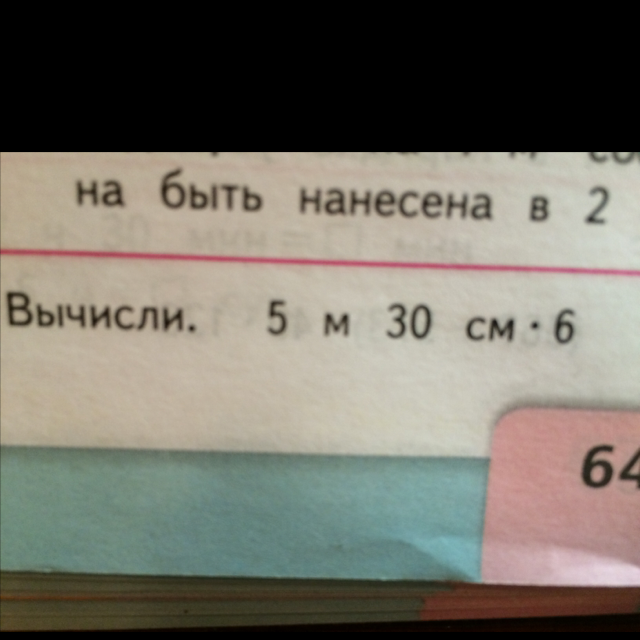 на быть нанесена в 2
Вычисли. 5 м 30 см · 6
64